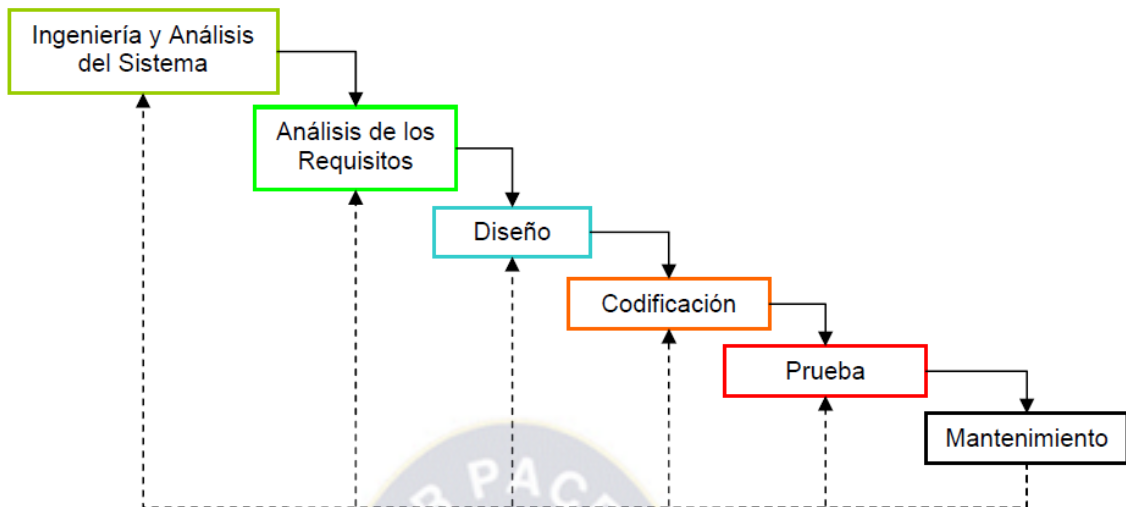 Ingeniería y Análisis
del Sistema
Análisis de los
Requisitos
Diseño
Codificación
Prueba
Mantenimiento